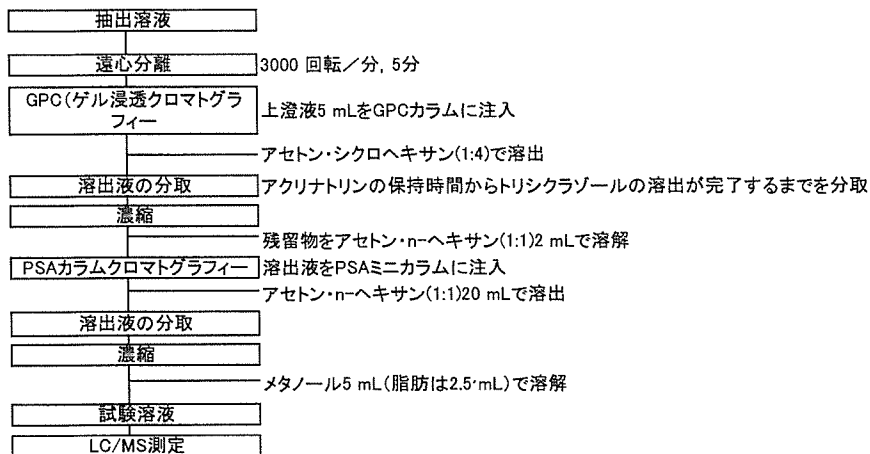 抽出溶液
遠心分離 3000 回転／分, 5分
GPC(ゲル浸透クロマトグラ
フィー
上澄液5 mLをGPCカラムに注入
アセトン・シクロヘキサン(1:4)で溶出
溶出液の分取 アクリナトリンの保持時間からトリシクラゾールの溶出が完了するまでを分取
濃縮
残留物をアセトン・n-ヘキサン(1:1)2 mLで溶解
PSAカラムクロマトグラフィー 溶出液をPSAミニカラムに注入
アセトン・n-ヘキサン(1:1)20 mLで溶出
溶出液の分取
濃縮
メタノール5 mL(脂肪は2.5 mL)で溶解
試験溶液
LC/MS測定